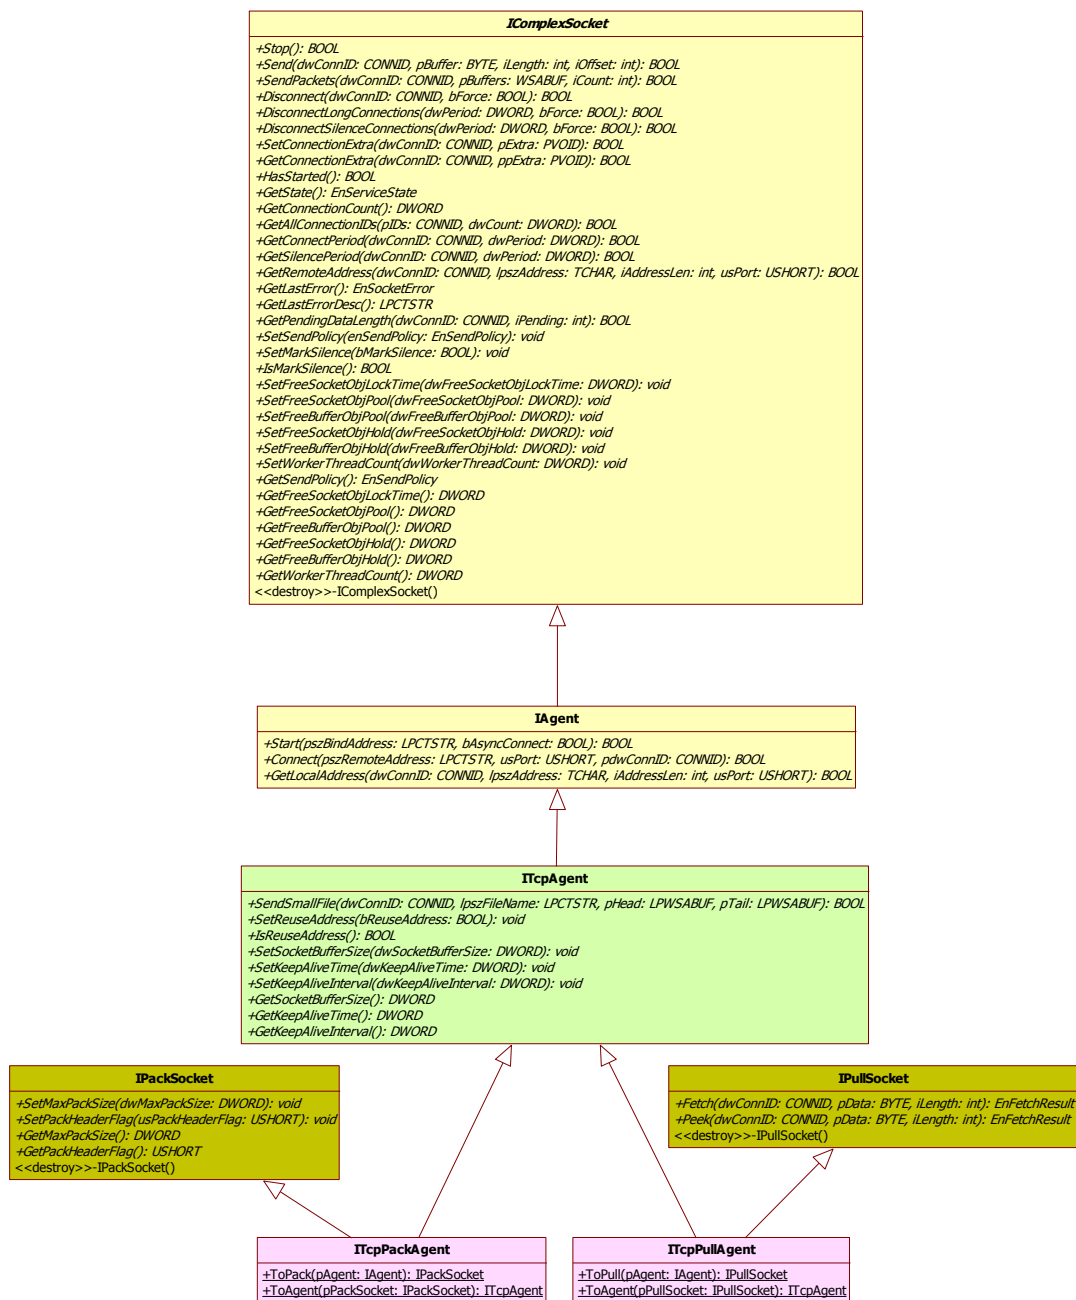 IComplexSocket
+Stop(): BOOL
+Send(dwConnID: CONNID, pBuffer: BYTE, iLength: int, iOffset: int): BOOL
+SendPackets(dwConnID: CONNID, pBuffers: WSABUF, iCount: int): BOOL
+Disconnect(dwConnID: CONNID, bForce: BOOL): BOOL
+DisconnectLongConnections(dwPeriod: DWORD, bForce: BOOL): BOOL
+DisconnectSilenceConnections(dwPeriod: DWORD, bForce: BOOL): BOOL
+SetConnectionExtra(dwConnID: CONNID, pExtra: PVOID): BOOL
+GetConnectionExtra(dwConnID: CONNID, ppExtra: PVOID): BOOL
+HasStarted(): BOOL
+GetState(): EnServiceState
+GetConnectionCount(): DWORD
+GetAllConnectionIDs(pIDs: CONNID, dwCount: DWORD): BOOL
+GetConnectPeriod(dwConnID: CONNID, dwPeriod: DWORD): BOOL
+GetSilencePeriod(dwConnID: CONNID, dwPeriod: DWORD): BOOL
+GetRemoteAddress(dwConnID: CONNID, lpszAddress: TCHAR, iAddressLen: int, usPort: USHORT): BOOL
+GetLastError(): EnSocketError
+GetLastErrorDesc(): LPCTSTR
+GetPendingDataLength(dwConnID: CONNID, iPending: int): BOOL
+SetSendPolicy(enSendPolicy: EnSendPolicy): void
+SetMarkSilence(bMarkSilence: BOOL): void
+IsMarkSilence(): BOOL
+SetFreeSocketObjLockTime(dwFreeSocketObjLockTime: DWORD): void
+SetFreeSocketObjPool(dwFreeSocketObjPool: DWORD): void
+SetFreeBufferObjPool(dwFreeBufferObjPool: DWORD): void
+SetFreeSocketObjHold(dwFreeSocketObjHold: DWORD): void
+SetFreeBufferObjHold(dwFreeBufferObjHold: DWORD): void
+SetWorkerThreadCount(dwWorkerThreadCount: DWORD): void
+GetSendPolicy(): EnSendPolicy
+GetFreeSocketObjLockTime(): DWORD
+GetFreeSocketObjPool(): DWORD
+GetFreeBufferObjPool(): DWORD
+GetFreeSocketObjHold(): DWORD
+GetFreeBufferObjHold(): DWORD
+GetWorkerThreadCount(): DWORD
<<destroy>>-IComplexSocket()
IAgent
+Start(pszBindAddress: LPCTSTR, bAsyncConnect: BOOL): BOOL
+Connect(pszRemoteAddress: LPCTSTR, usPort: USHORT, pdwConnID: CONNID): BOOL
+GetLocalAddress(dwConnID: CONNID, lpszAddress: TCHAR, iAddressLen: int, usPort: USHORT): BOOL
ITcpAgent
+SendSmallFile(dwConnID: CONNID, lpszFileName: LPCTSTR, pHead: LPWSABUF, pTail: LPWSABUF): BOOL
+SetReuseAddress(bReuseAddress: BOOL): void
+IsReuseAddress(): BOOL
+SetSocketBufferSize(dwSocketBufferSize: DWORD): void
+SetKeepAliveTime(dwKeepAliveTime: DWORD): void
+SetKeepAliveInterval(dwKeepAliveInterval: DWORD): void
+GetSocketBufferSize(): DWORD
+GetKeepAliveTime(): DWORD
+GetKeepAliveInterval(): DWORD
IPackSocket
+SetMaxPackSize(dwMaxPackSize: DWORD): void
+SetPackHeaderFlag(usPackHeaderFlag: USHORT): void
+GetMaxPackSize(): DWORD
+GetPackHeaderFlag(): USHORT
<<destroy>>-IPackSocket()
IPullSocket
+Fetch(dwConnID: CONNID, pData: BYTE, iLength: int): EnFetchResult
+Peek(dwConnID: CONNID, pData: BYTE, iLength: int): EnFetchResult
<<destroy>>-IPullSocket()
ITcpPackAgent
+ToPack(pAgent: IAgent): IPackSocket
+ToAgent(pPackSocket: IPackSocket): ITcpAgent
ITcpPullAgent
+ToPull(pAgent: IAgent): IPullSocket
+ToAgent(pPullSocket: IPullSocket): ITcpAgent